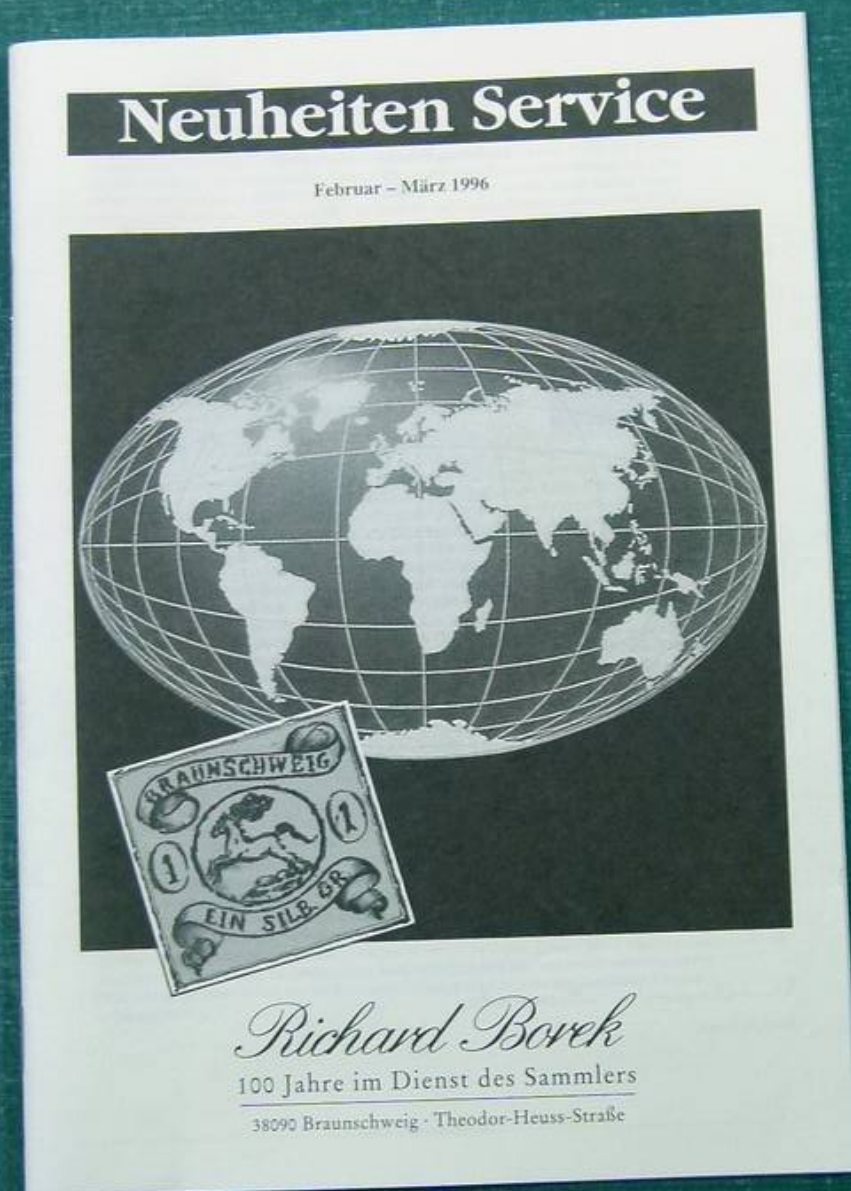 Neuheiten Service
Februar – März 1996
BRAUNSCHWEIG
1 1
EIN SILB. GR
Richard Borek
100 Jahre im Dienst des Sammlers
38090 Braunschweig · Theodor-Heuss-Straße